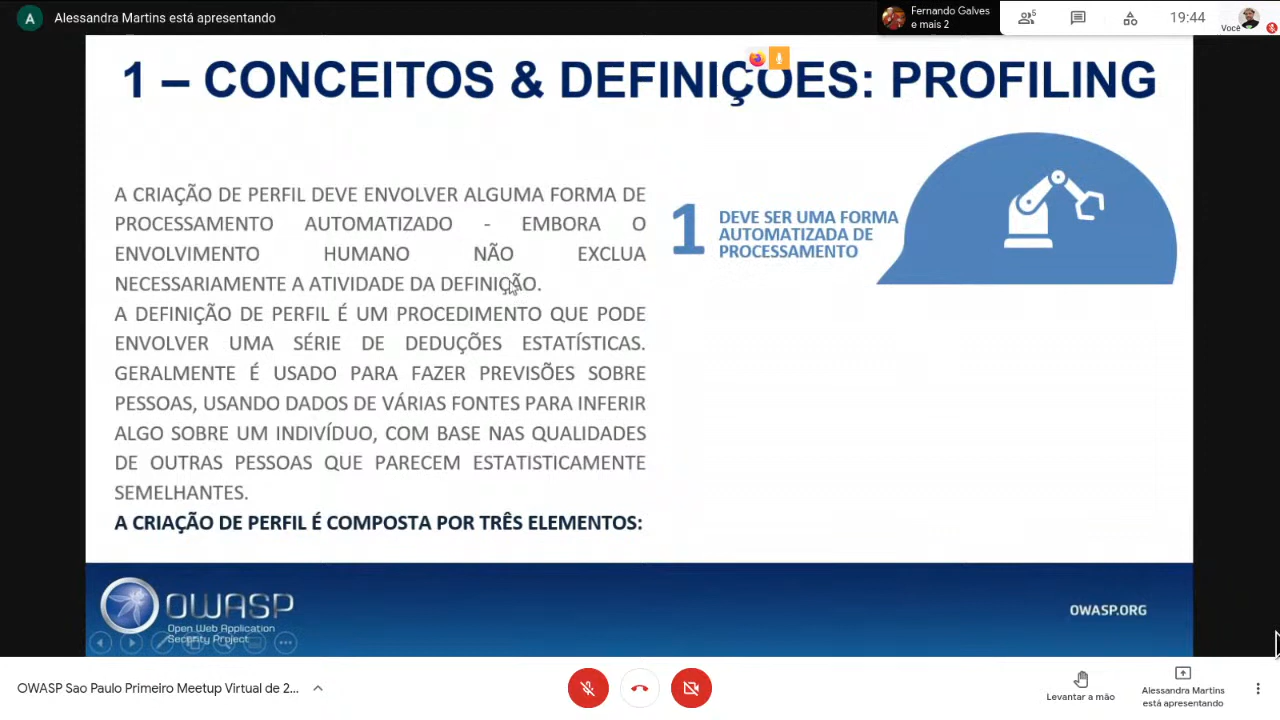 A
Alessandra Martins está apresentando
Fernando Galves
e mais 2
5
19:44
Você
1 – CONCEITOS & DEFINIÇÕES: PROFILING
A CRIAÇÃO DE PERFIL DEVE ENVOLVER ALGUMA FORMA DE
PROCESSAMENTO AUTOMATIZADO - EMBORA O
ENVOLVIMENTO HUMANO NÃO EXCLUA
NECESSARIAMENTE A ATIVIDADE DA DEFINIÇÃO.
A DEFINIÇÃO DE PERFIL É UM PROCEDIMENTO QUE PODE
ENVOLVER UMA SÉRIE DE DEDUÇÕES ESTATÍSTICAS.
GERALMENTE É USADO PARA FAZER PREVISÕES SOBRE
PESSOAS, USANDO DADOS DE VÁRIAS FONTES PARA INFERIR
ALGO SOBRE UM INDIVÍDUO, COM BASE NAS QUALIDADES
DE OUTRAS PESSOAS QUE PARECEM ESTATISTICAMENTE
SEMELHANTES.
A CRIAÇÃO DE PERFIL É COMPOSTA POR TRÊS ELEMENTOS:
1
DEVE SER UMA FORMA
AUTOMATIZADA DE
PROCESSAMENTO
OWASP
Open Web Application
Security Project
OWASP.ORG
OWASP Sao Paulo Primeiro Meetup Virtual de 2...
Levantar a mão
Alessandra Martins
está apresentando